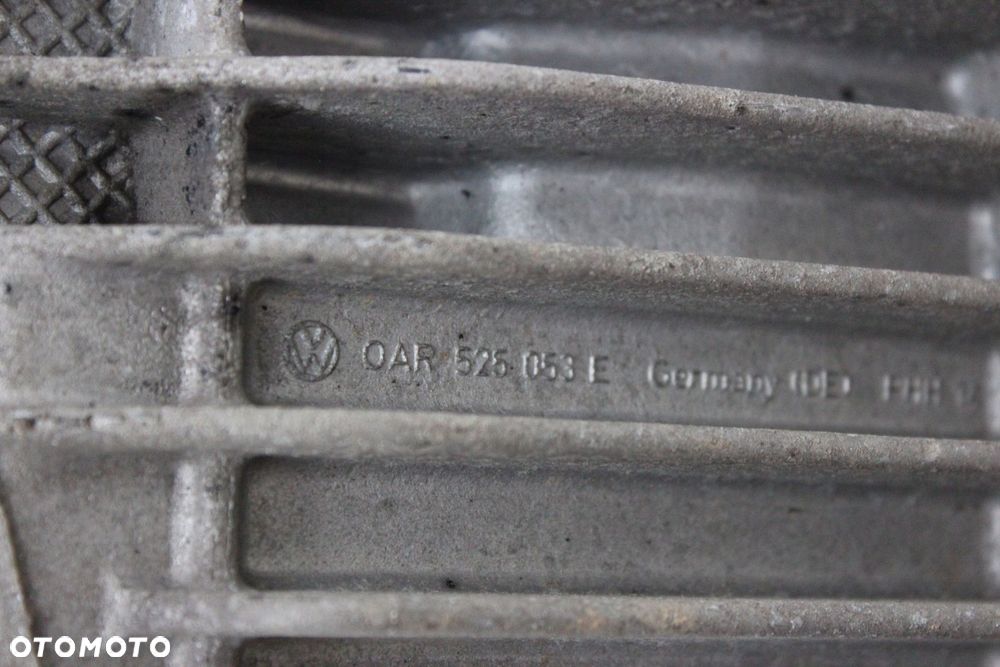 0AR 525 053 E Germany (DE)
OTOMOTO